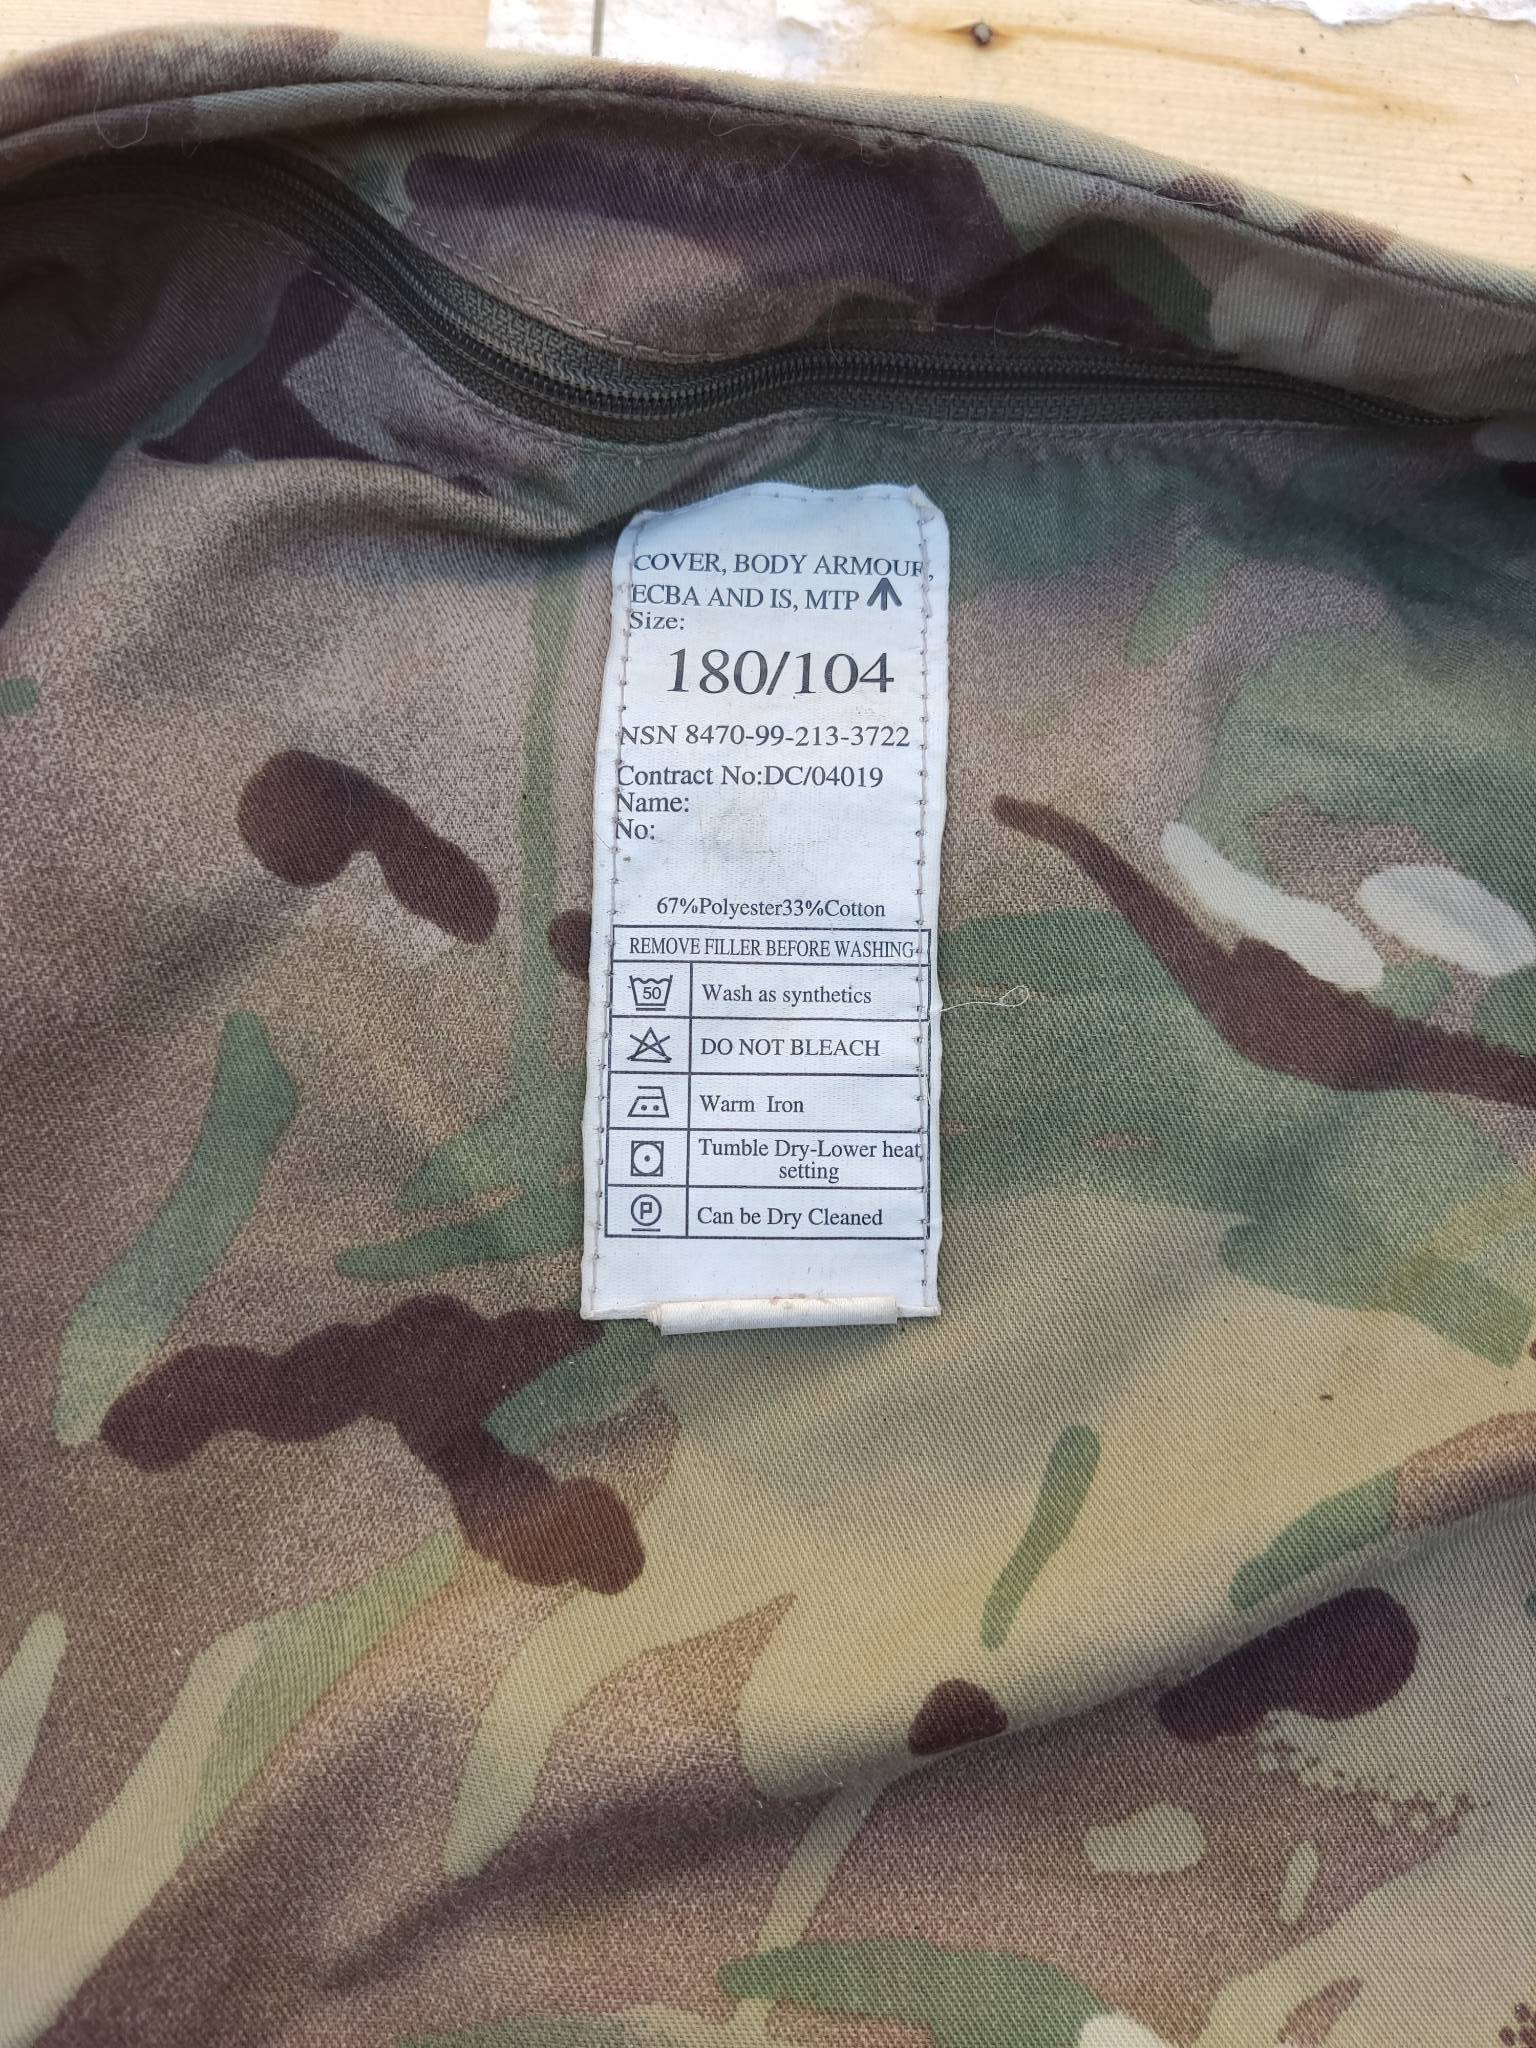 COVER, BODY ARMOUR,
ECBA AND IS, MTP
Size:
180/104
NSN 8470-99-213-3722
Contract No:DC/04019
Name:
No:
67%Polyester33%Cotton
REMOVE FILLER BEFORE WASHING
50 Wash as synthetics
DO NOT BLEACH
Warm Iron
Tumble Dry-Lower heat
setting
P Can be Dry Cleaned